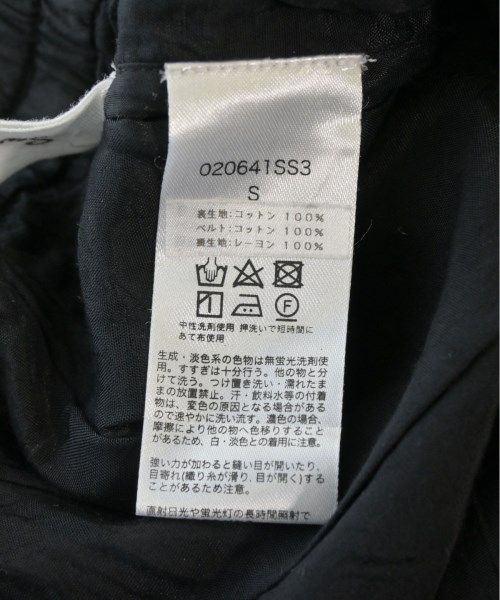 020641SS3
S
表生地:コットン 100%
ベルト:コットン 100%
裏生地:レーヨン 100%
F
中性洗剤使用 押洗いで短時間に
あて布使用
生成・淡色系の色物は無蛍光洗剤使
用。すすぎは十分行う。他の物と分
けて洗う。つけ置き洗い・濡れたま
まの放置禁止。汗・飲料水等の付着
物は、変色の原因となる場合がある
ので速やかに洗い流す。濃色の場合、
摩擦により他の物へ色移りすること
があるため、白・淡色との着用に注意。
強い力が加わると縫い目が開いたり、
目寄れ(織り糸が滑り、目が開く)する
ことがあるため注意。
直射日光や蛍光灯の長時間照射で